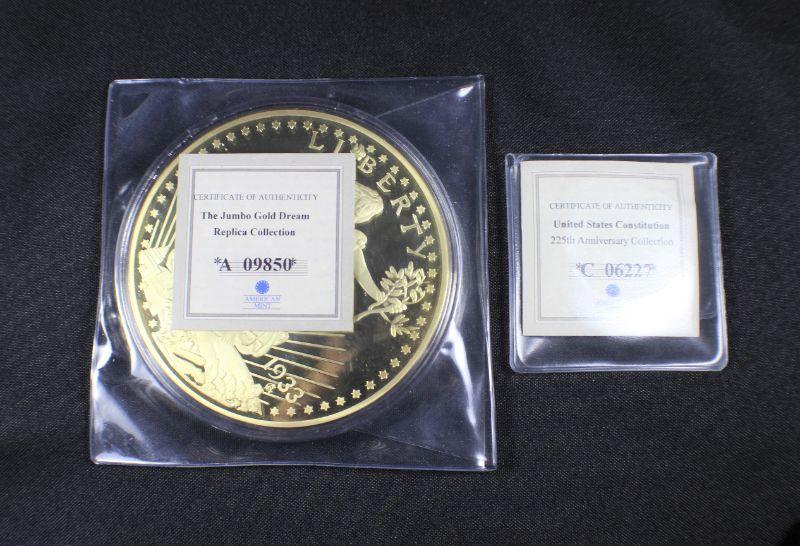 LIBERTY
CERTIFICATE OF AUTHENTICITY
The Jumbo Gold Dream
Replica Collection
*A 09850*
AMERICAN
MINT
1933
CERTIFICATE OF AUTHENTICITY
United States Constitution
225th Anniversary Collection
*C 06227*